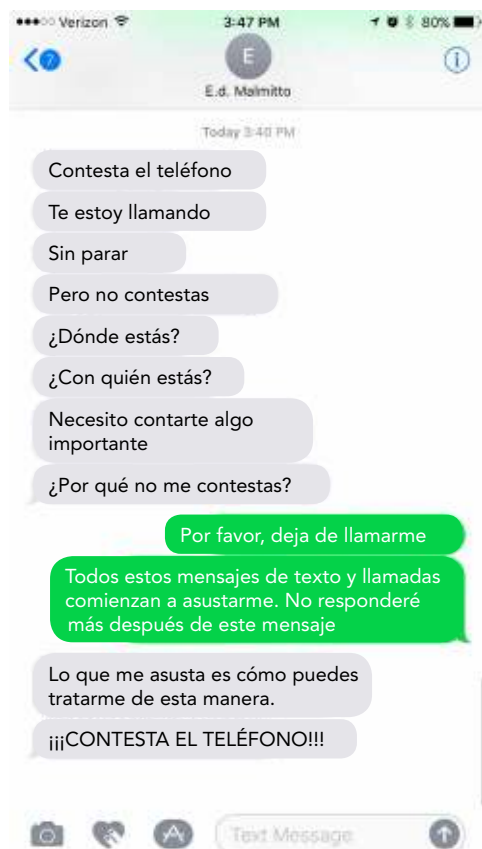 Verizon 3:47 PM 80%
7
E
E.d. Malmitto
Today 3:40 PM
Contesta el teléfono
Te estoy llamando
Sin parar
Pero no contestas
¿Dónde estás?
¿Con quién estás?
Necesito contarte algo
importante
¿Por qué no me contestas?
Por favor, deja de llamarme
Todos estos mensajes de texto y llamadas
comienzan a asustarme. No responderé
más después de este mensaje
Lo que me asusta es cómo puedes
tratarme de esta manera.
¡¡¡CONTESTA EL TELÉFONO!!!
Text Message